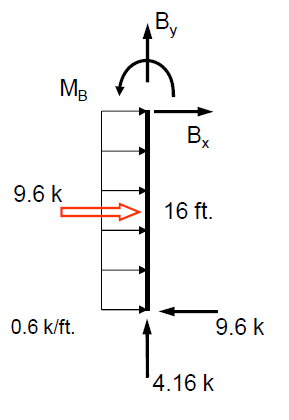 B_y
M_B
B_x
9.6 k
16 ft.
0.6 k/ft.
9.6 k
4.16 k